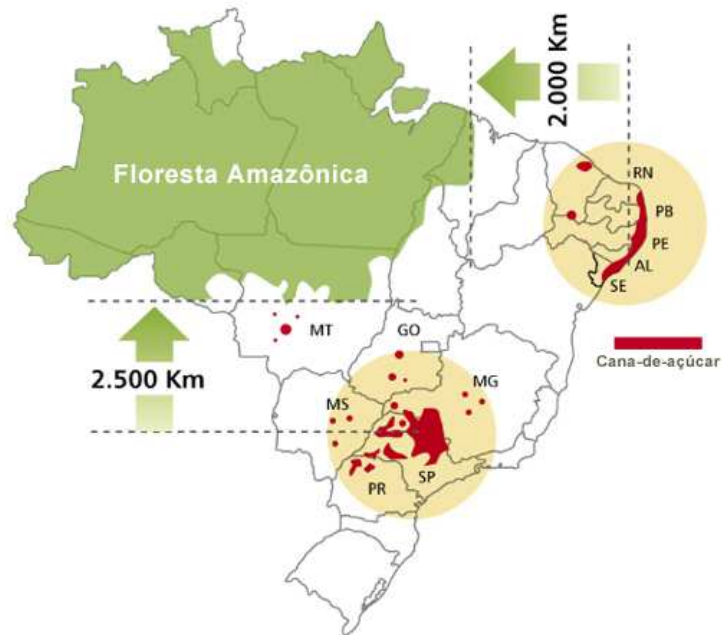 2.000 Km
Floresta Amazônica
RN
PB
PE
AL
SE
Cana-de-açúcar
MT
GO
2.500 Km
MS
MG
SP
PR